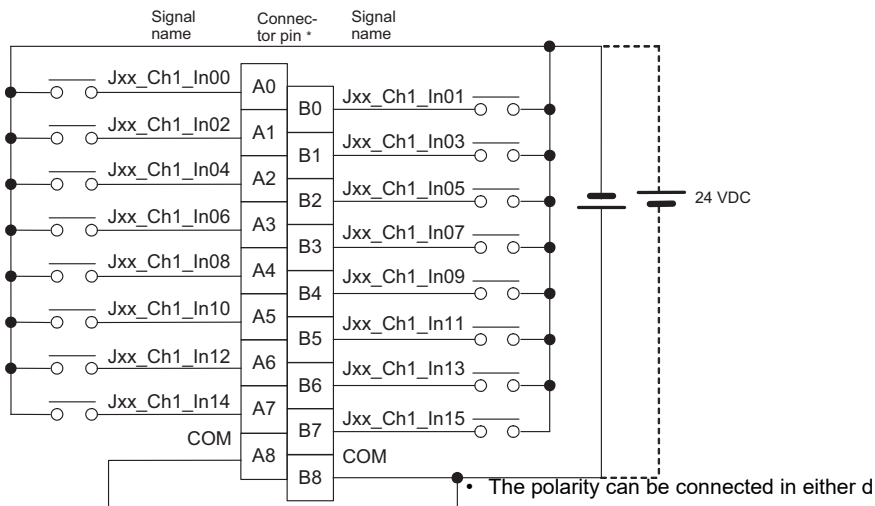 Signal name
Connec-tor pin *
Signal name
Jxx_Ch1_In00
A0
B0
Jxx_Ch1_In01
Jxx_Ch1_In02
A1
B1
Jxx_Ch1_In03
Jxx_Ch1_In04
A2
B2
Jxx_Ch1_In05
24 VDC
Jxx_Ch1_In06
A3
B3
Jxx_Ch1_In07
Jxx_Ch1_In08
A4
B4
Jxx_Ch1_In09
Jxx_Ch1_In10
A5
B5
Jxx_Ch1_In11
Jxx_Ch1_In12
A6
B6
Jxx_Ch1_In13
Jxx_Ch1_In14
A7
B7
Jxx_Ch1_In15
COM
A8
B8
COM
• The polarity can be connected in either d